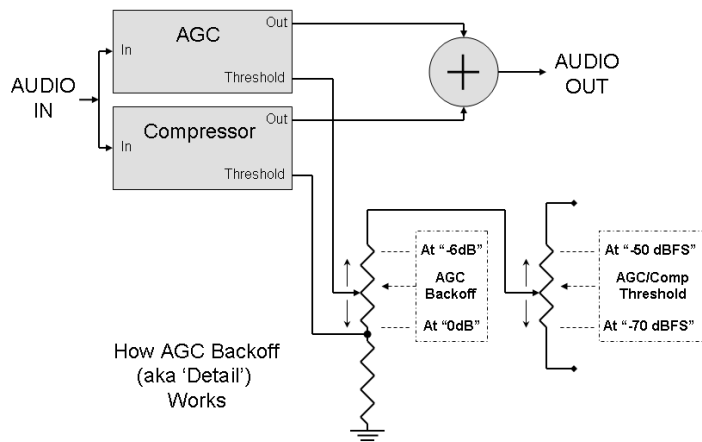 AGC
Out
In
Threshold
AUDIO
IN
Compressor
Out
In
Threshold
+
AUDIO
OUT
At “-6dB”
AGC
Backoff
At “0dB”
At “-50 dBFS”
AGC/Comp
Threshold
At “-70 dBFS”
How AGC Backoff
(aka ‘Detail’)
Works